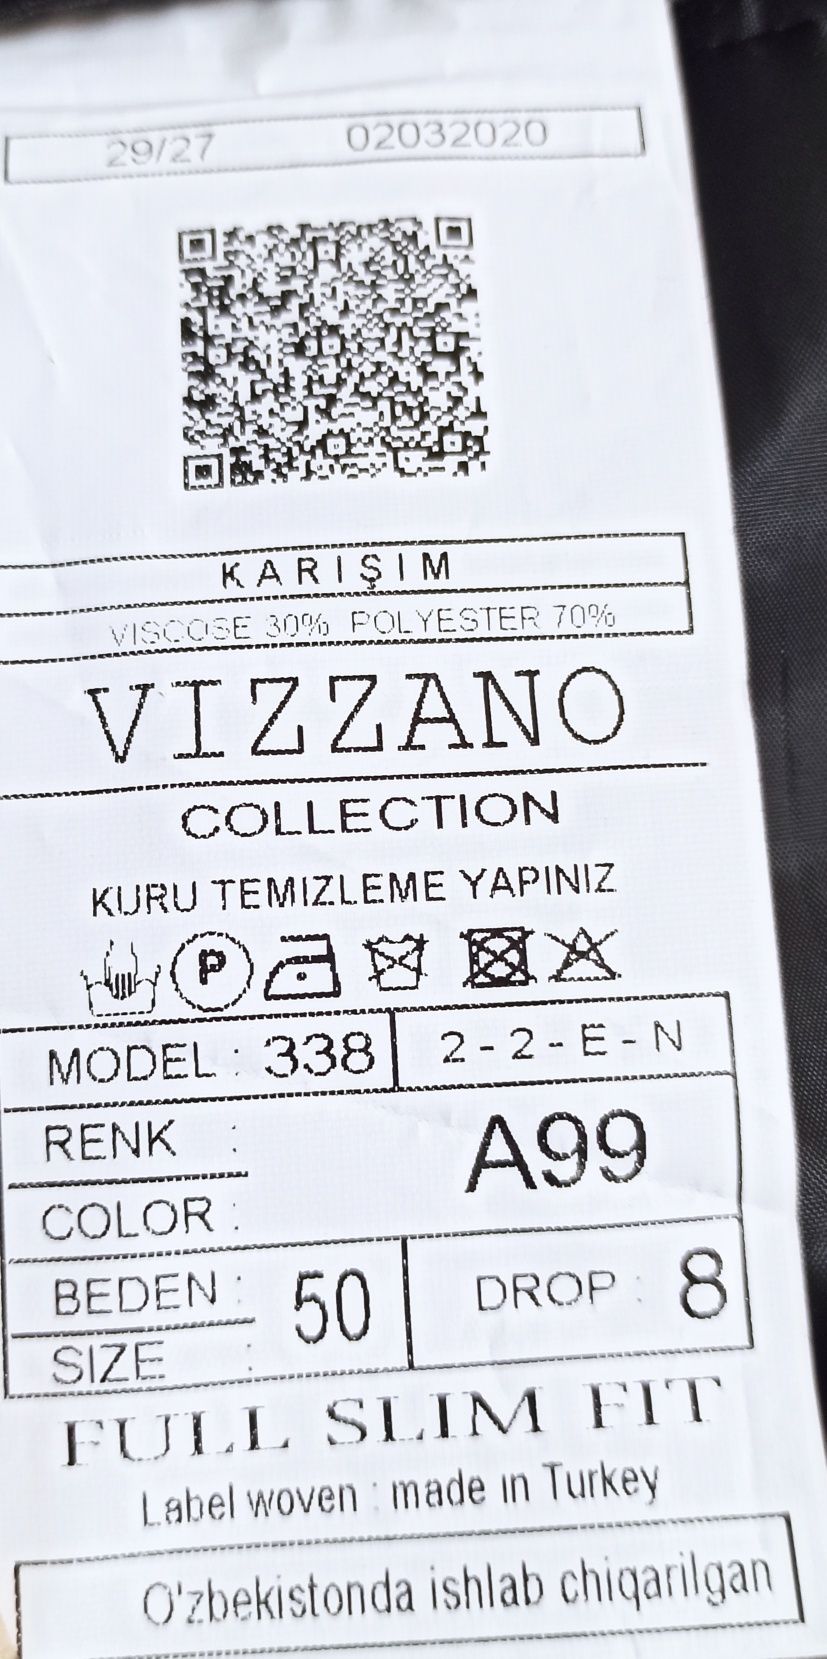 29/27 02032020
KARIŞIM
VISCOSE 30% POLYESTER 70%
VIZZANO
COLLECTION
KURU TEMIZLEME YAPINIZ
P
MODEL : 338 2-2-E-N
RENK :
A99
COLOR :
BEDEN :
50 DROP : 8
SIZE :
FULL SLIM FIT
Label woven : made in Turkey
O'zbekistonda ishlab chiqarilgan